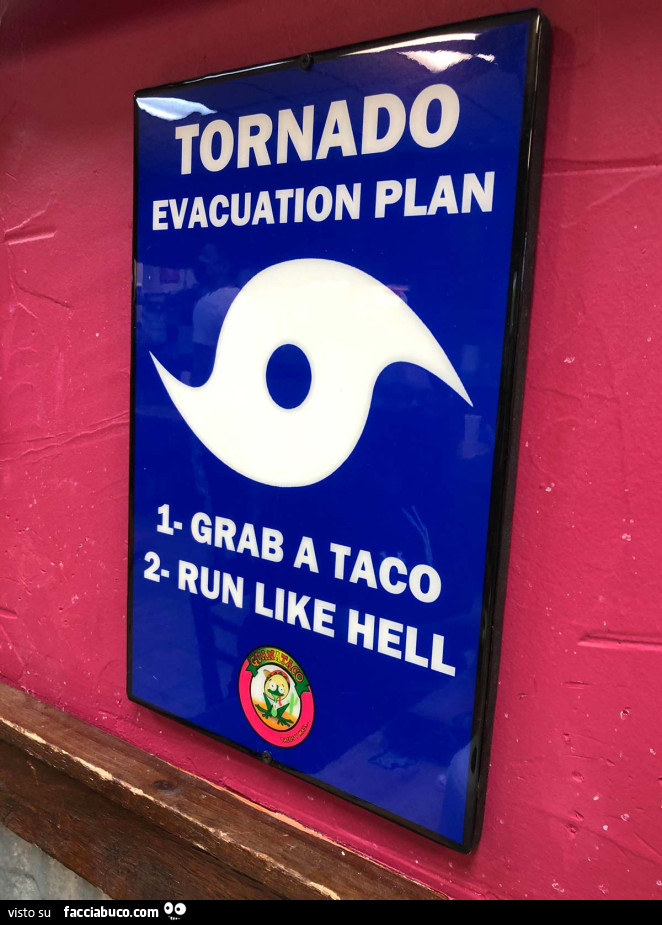 TORNADO
EVACUATION PLAN
1- GRAB A TACO
2- RUN LIKE HELL
visto su facciabuco.com